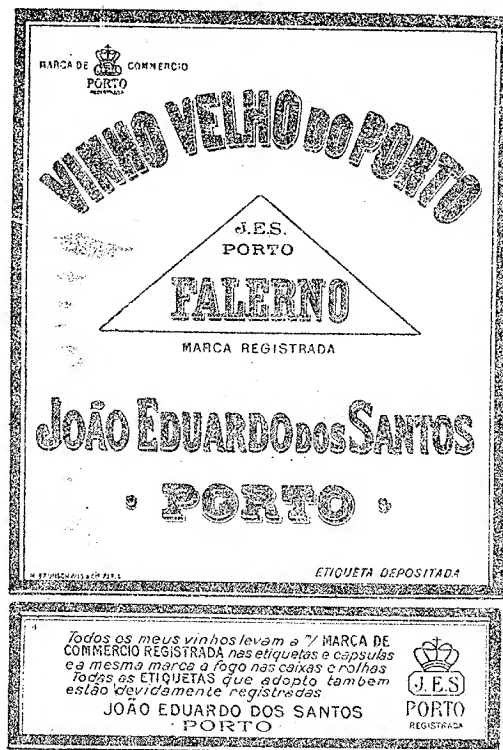 MARCA DE COMMERCIO
PORTO
REGISTRADA
VINHO VELHO DO PORTO
J.E.S.
PORTO
FALERNO
MARCA REGISTRADA
JOÃO EDUARDO DOS SANTOS
PORTO
ETIQUETA DEPOSITADA
Todos os meus vinhos levam a MARCA DE
COMMERCIO REGISTRADA nas etiquetas e capsulas
e a mesma marca a fogo nas caixas e rolhas
Todas as ETIQUETAS que adopto tambem
estão devidamente registradas
JOÃO EDUARDO DOS SANTOS
· PORTO ·
J.E.S
PORTO
REGISTRADA